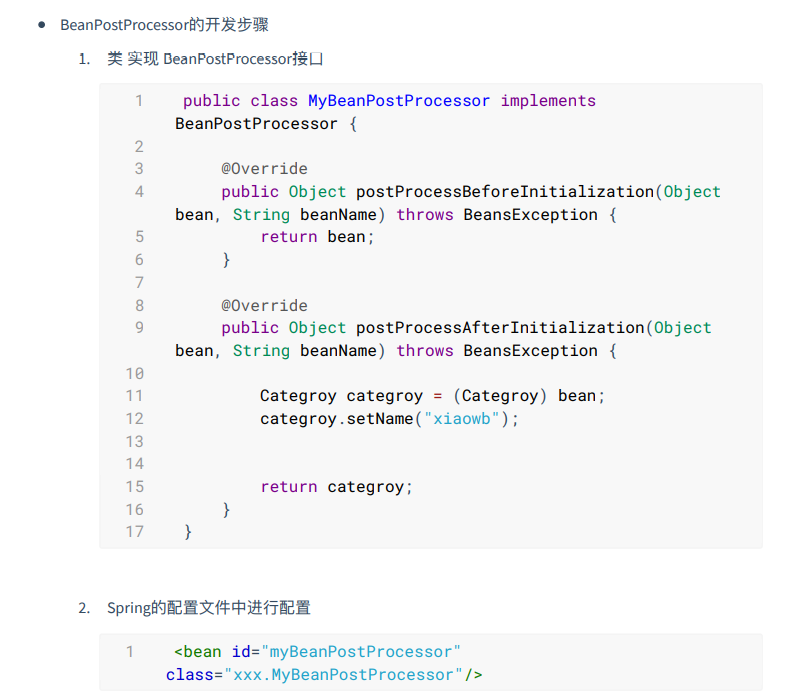 BeanPostProcessor的开发步骤
1. 类 实现 BeanPostProcessor接口
1 public class MyBeanPostProcessor implements
BeanPostProcessor {
2
3 @Override
4 public Object postProcessBeforeInitialization(Object
bean, String beanName) throws BeansException {
5 return bean;
6 }
7
8 @Override
9 public Object postProcessAfterInitialization(Object
bean, String beanName) throws BeansException {
10
11 Categroy categroy = (Categroy) bean;
12 categroy.setName("xiaowb");
13
14
15 return categroy;
16 }
17 }
2. Spring的配置文件中进行配置
1 <bean id="myBeanPostProcessor"
class="xxx.MyBeanPostProcessor"/>